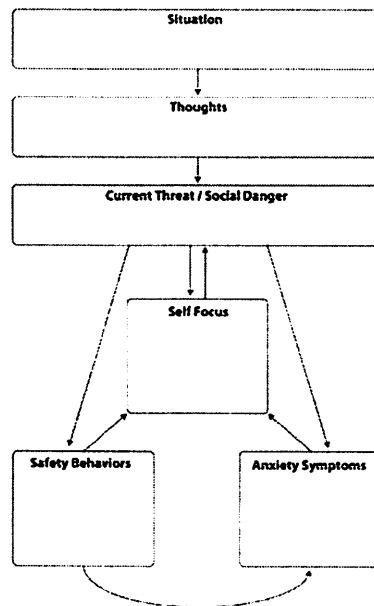 Situation
Thoughts
Current Threat / Social Danger
Self Focus
Safety Behaviors
Anxiety Symptoms